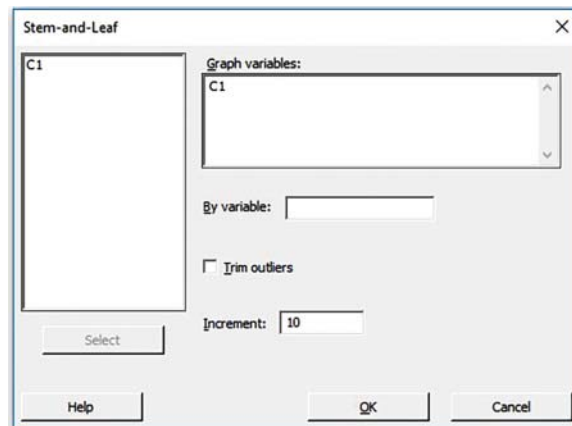 Stem-and-Leaf
C1
Graph variables:
C1
By variable:
Trim outliers
Increment: 10
Select
Help
OK
Cancel